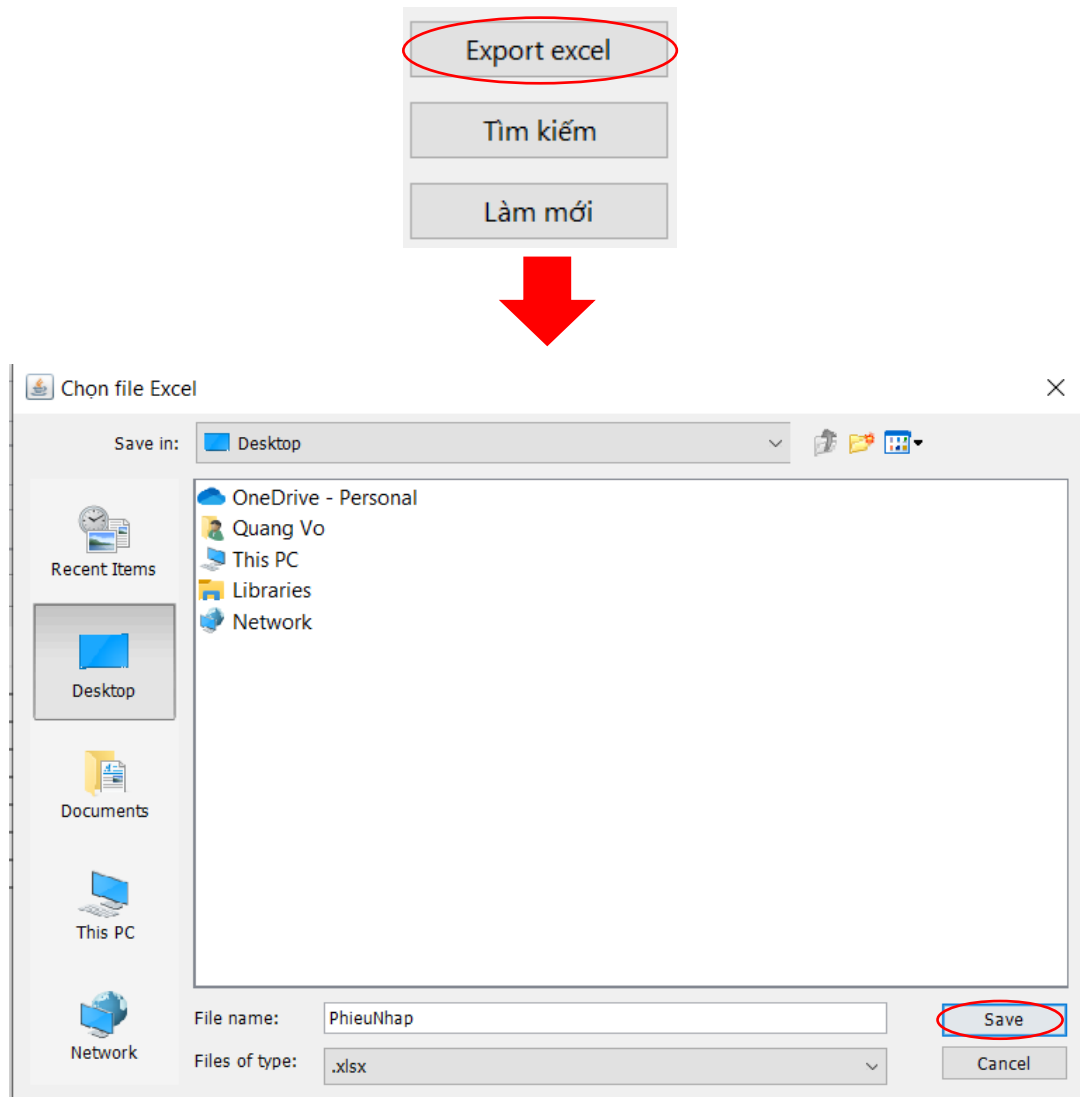 Export excel
Tìm kiếm
Làm mới
Chọn file Excel
Save in: Desktop
OneDrive - Personal
Quang Vo
This PC
Libraries
Network
Recent Items
Desktop
Documents
This PC
Network
File name: PhieuNhap Save
Files of type: .xlsx Cancel